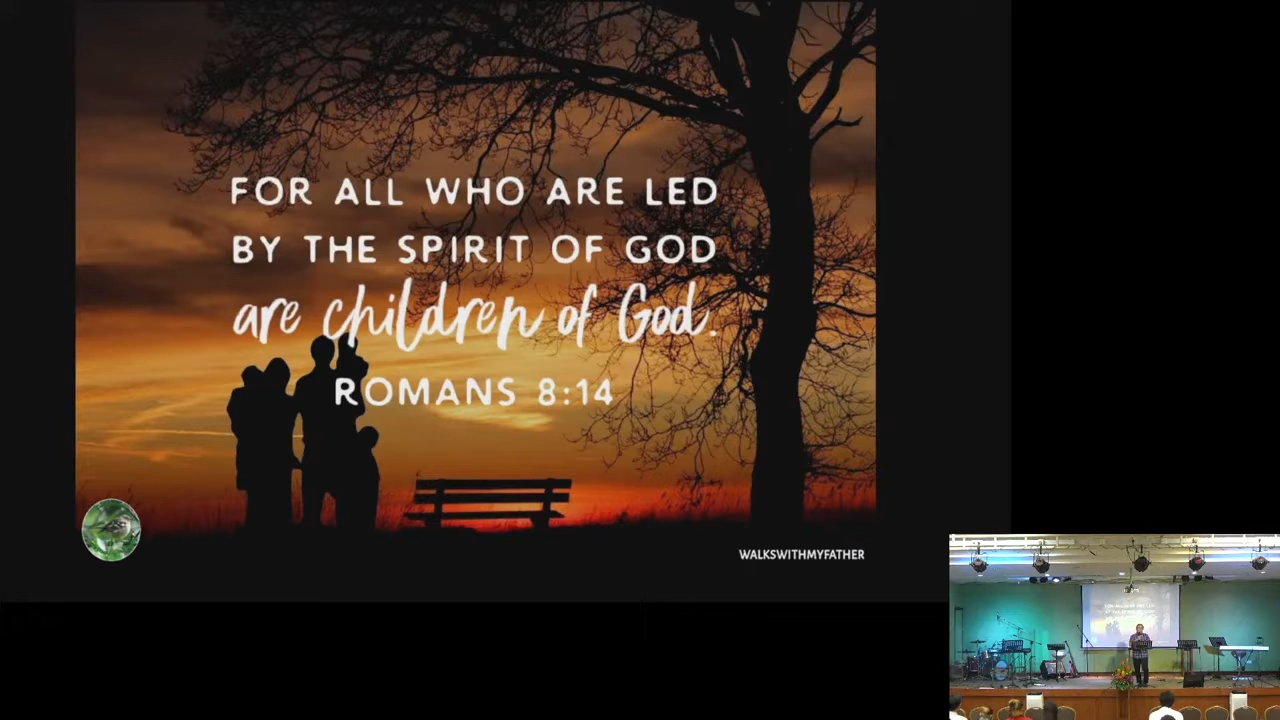 FOR ALL WHO ARE LED
BY THE SPIRIT OF GOD
are children of God.
ROMANS 8:14
WALKSWITHMYFATHER